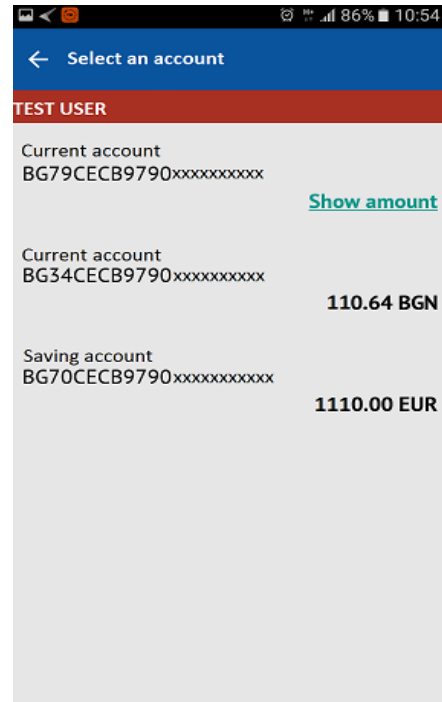 86% 10:54
Select an account
TEST USER
Current account
BG79CECB9790xxxxxxxxxx
Show amount
Current account
BG34CECB9790xxxxxxxxxx
110.64 BGN
Saving account
BG70CECB9790xxxxxxxxxxx
1110.00 EUR